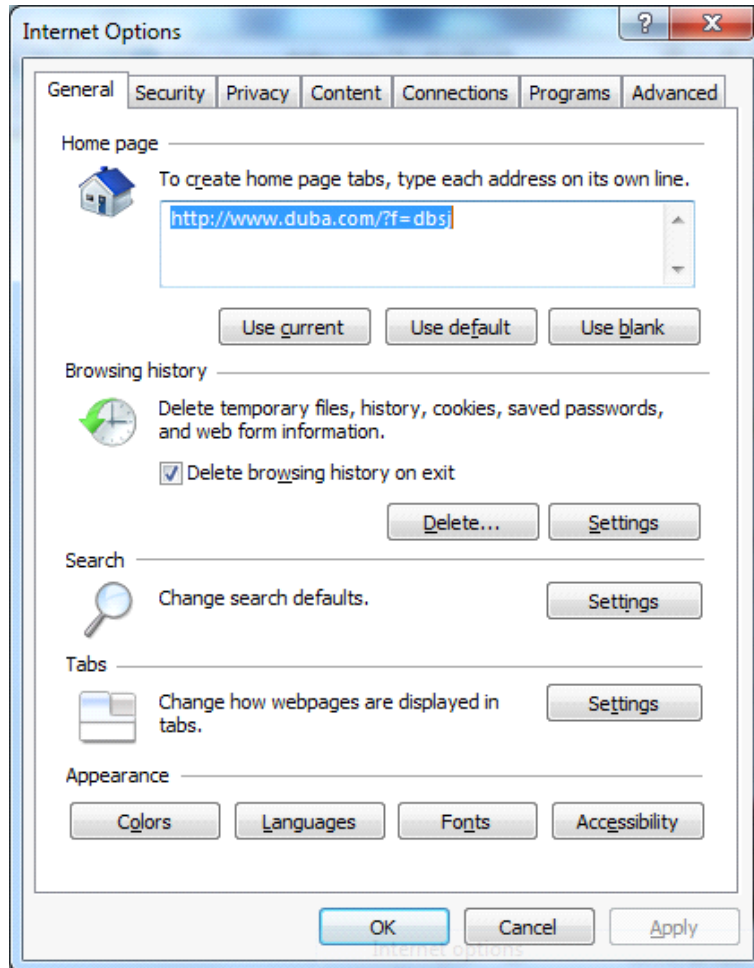 Internet Options
General Security Privacy Content Connections Programs Advanced
Home page
To create home page tabs, type each address on its own line.
http://www.duba.com/?f=dbsj
Use current Use default Use blank
Browsing history
Delete temporary files, history, cookies, saved passwords,
and web form information.
Delete browsing history on exit
Delete... Settings
Search
Change search defaults. Settings
Tabs
Change how webpages are displayed in
tabs.
Settings
Appearance
Colors Languages Fonts Accessibility
OK Cancel Apply
Internet options